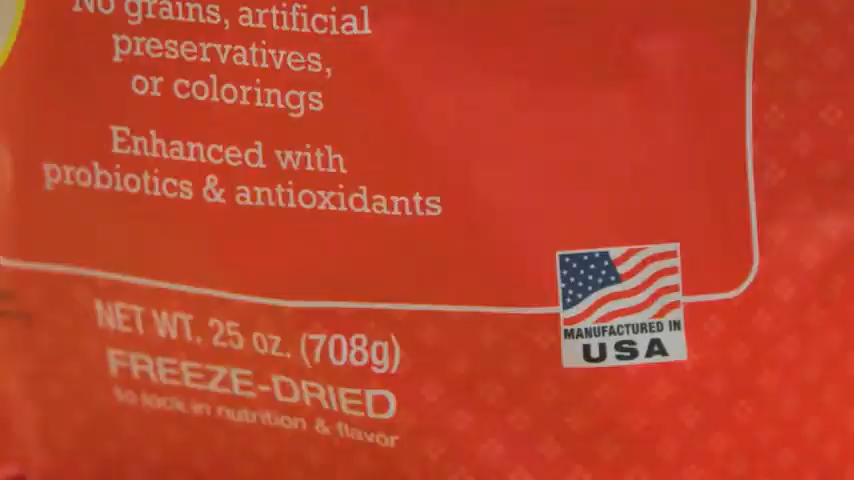 No grains, artificial
preservatives,
or colorings
Enhanced with
probiotics & antioxidants
MANUFACTURED IN
USA
NET WT. 25 oz. (708g)
FREEZE-DRIED
to lock in nutrition & flavor